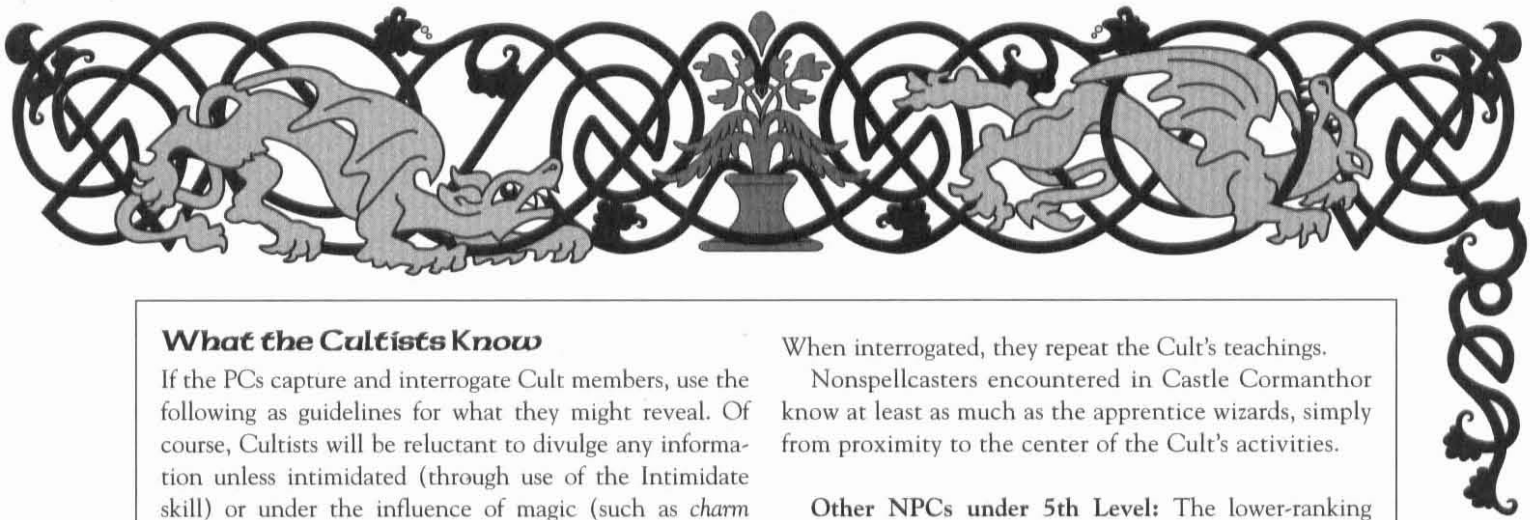 What the Cultists Know
If the PCs capture and interrogate Cult members, use the
following as guidelines for what they might reveal. Of
course, Cultists will be reluctant to divulge any informa-
tion unless intimidated (through use of the Intimidate
skill) or under the influence of magic (such as charm
When interrogated, they repeat the Cult's teachings.
Nonspellcasters encountered in Castle Cormanthor
know at least as much as the apprentice wizards, simply
from proximity to the center of the Cult's activities.
Other NPCs under 5th Level: The lower-ranking